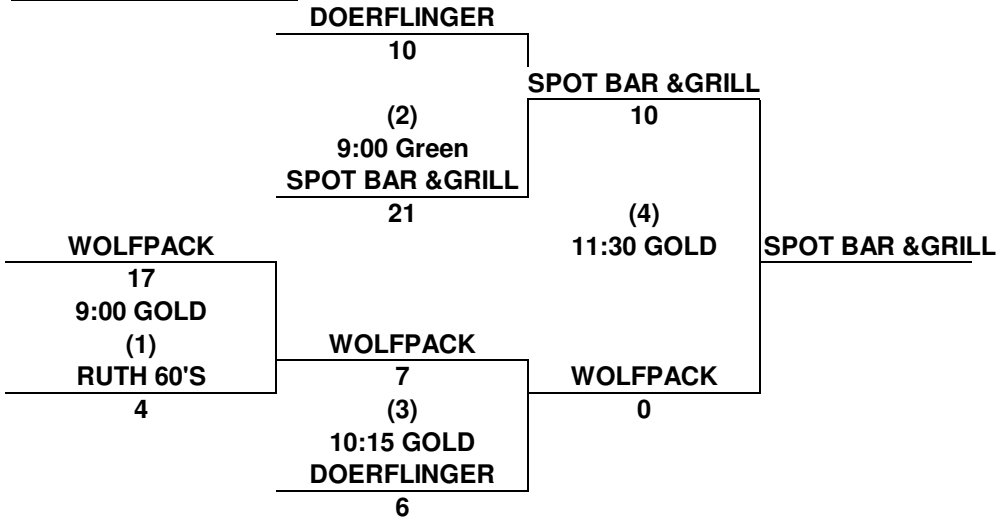 DOERFLINGER
10
SPOT BAR &GRILL
10
(2)
9:00 Green
SPOT BAR &GRILL
21
(4)
11:30 GOLD
SPOT BAR &GRILL
WOLFPACK
17
9:00 GOLD
(1)
RUTH 60'S
4
WOLFPACK
7
(3)
10:15 GOLD
DOERFLINGER
6
WOLFPACK
0